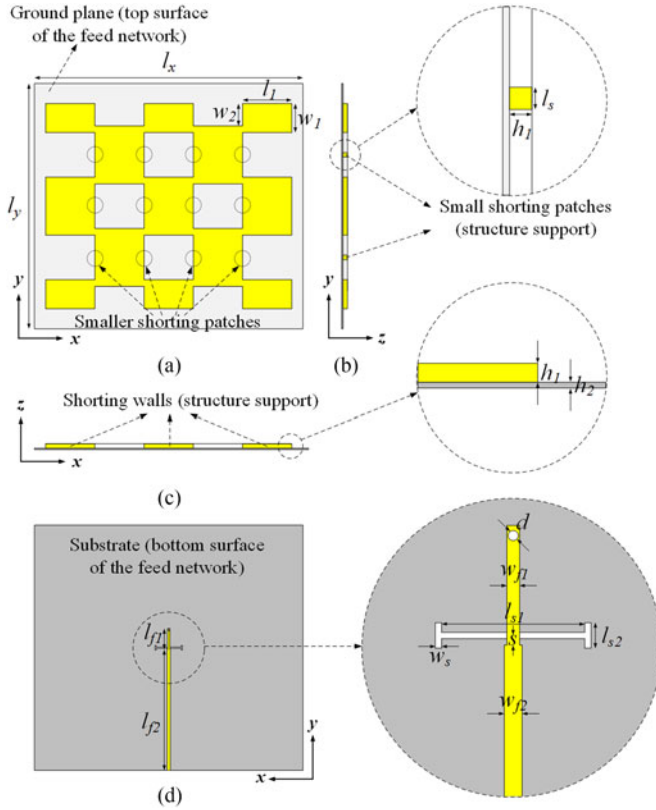 Ground plane (top surface
of the feed network)
lx
l1
w2
w1
ly
ls
h1
Small shorting patches
(structure support)
y
x
Smaller shorting patches
y
z
(a)
(b)
h1
h2
Shorting walls (structure support)
z
x
(c)
Substrate (bottom surface
of the feed network)
lf1
lf2
d
wf1
ls1
s
ls2
ws
wf2
y
x
(d)